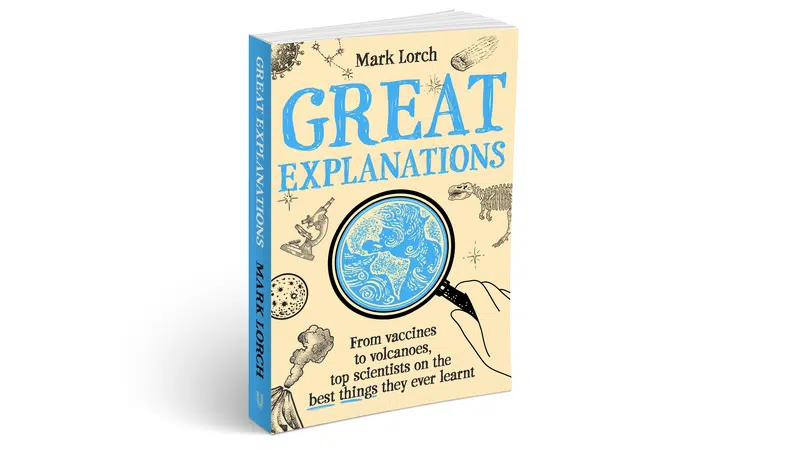 Mark Lorch
GREAT
EXPLANATIONS
From vaccines
to volcanoes,
top scientists on the
best things they ever learnt
GREAT EXPLANATIONS MARK LORCH